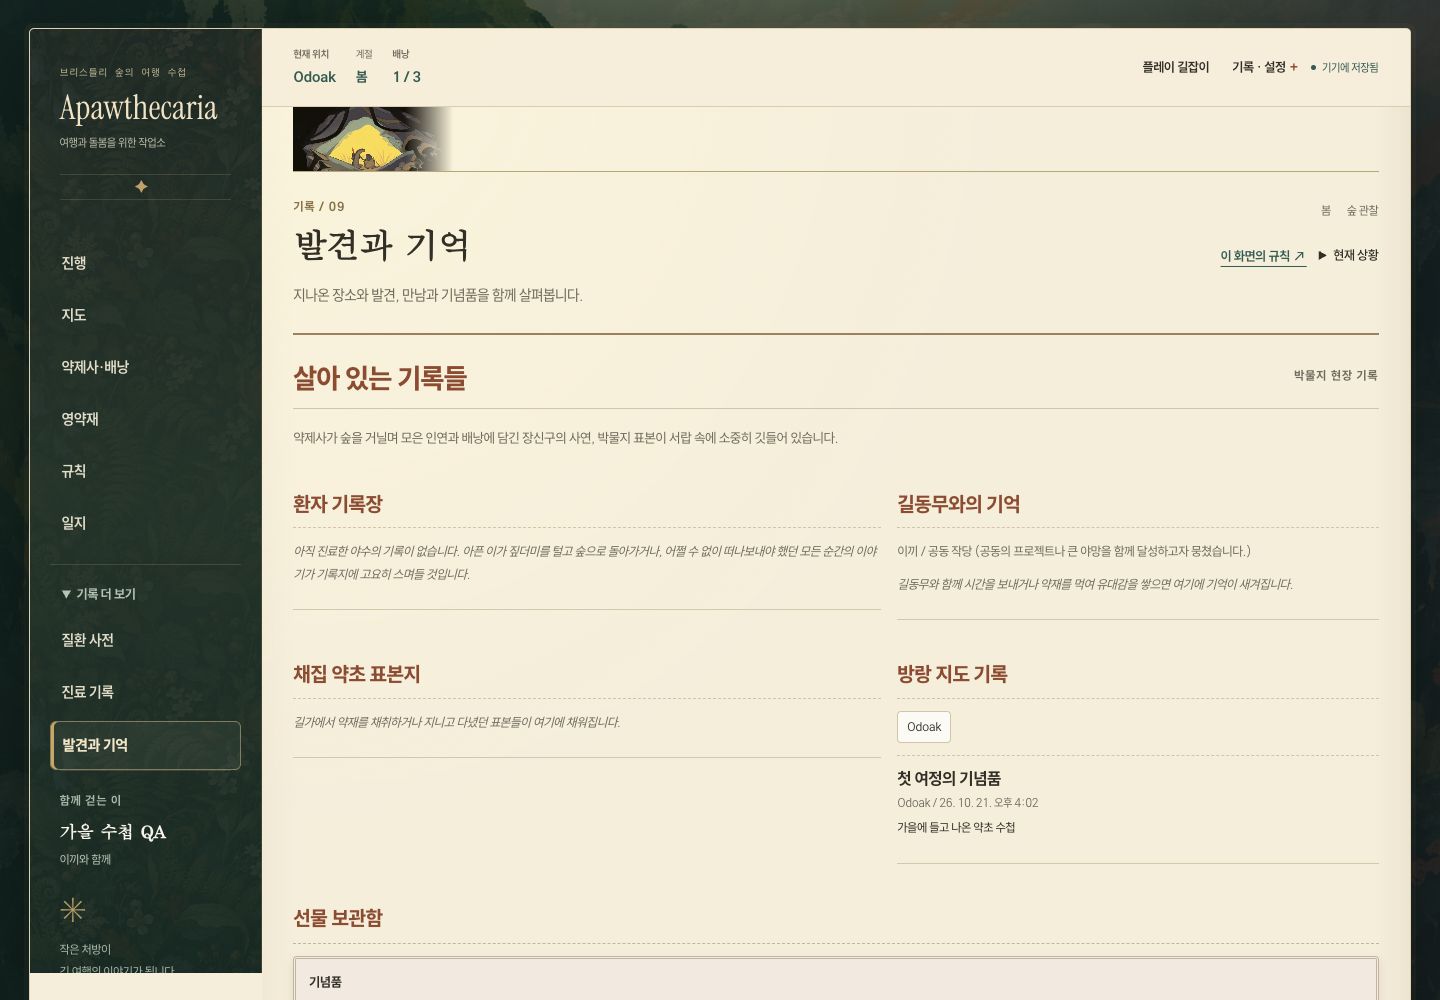 브리스틀리 숲의 여행 수첩
Apawthecaria
여행과 돌봄을 위한 작업소
진행
지도
약제사·배낭
영약재
규칙
일지
▼ 기록 더 보기
질환 사전
진료 기록
발견과 기억
함께 걷는 이
가을 수첩 QA
이끼와 함께
작은 처방이
긴 여행의 이야기가 됩니다
현재 위치
Odoak
계절
봄
배낭
1 / 3
플레이 길잡이
기록 · 설정 +
● 기기에 저장됨
기록 / 09
발견과 기억
지나온 장소와 발견, 만남과 기념품을 함께 살펴봅니다.
봄 숲 관찰
이 화면의 규칙 ↗
▶ 현재 상황
살아 있는 기록들
박물지 현장 기록
약제사가 숲을 거닐며 모은 인연과 배낭에 담긴 장신구의 사연, 박물지 표본이 서랍 속에 소중히 깃들어 있습니다.
환자 기록장
아직 진료한 야수의 기록이 없습니다. 아픈 이가 짚더미를 털고 숲으로 돌아가거나, 어쩔 수 없이 떠나보내야 했던 모든 순간의 이야
기가 기록지에 고요히 스며들 것입니다.
길동무와의 기억
이끼 / 공동 작당 (공동의 프로젝트나 큰 야망을 함께 달성하고자 뭉쳤습니다.)
길동무와 함께 시간을 보내거나 약재를 먹여 유대감을 쌓으면 여기에 기억이 새겨집니다.
채집 약초 표본지
길가에서 약재를 채취하거나 지니고 다녔던 표본들이 여기에 채워집니다.
방랑 지도 기록
Odoak
첫 여정의 기념품
Odoak / 26. 10. 21. 오후 4:02
가을에 들고 나온 약초 수첩
선물 보관함
기념품